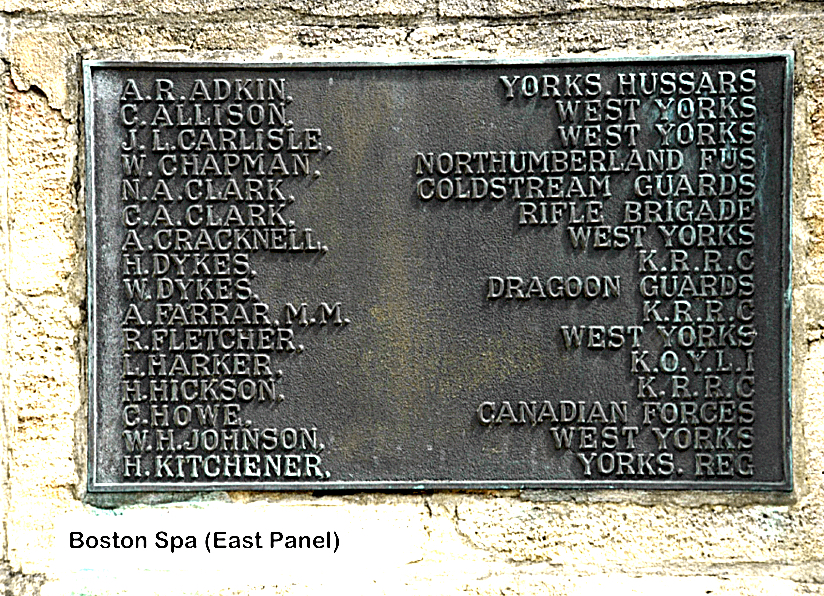 A.R.ADKIN, YORKS.HUSSARS
C.ALLISON, WEST YORKS
J.L.CARLISLE, WEST YORKS
W.CHAPMAN, NORTHUMBERLAND FUS
N.A.CLARK, COLDSTREAM GUARDS
C.A.CLARK, RIFLE BRIGADE
A.CRACKNELL, WEST YORKS
H.DYKES, K.R.R.C
W.DYKES, DRAGOON GUARDS
A.FARRAR, M.M. K.R.R.C
R.FLETCHER, WEST YORKS
L.HARKER, K.O.Y.L.I
H.HICKSON, K.R.R.C
C.HOWE, CANADIAN FORCES
W.H.JOHNSON, WEST YORKS
H.KITCHENER, YORKS. REG
Boston Spa (East Panel)